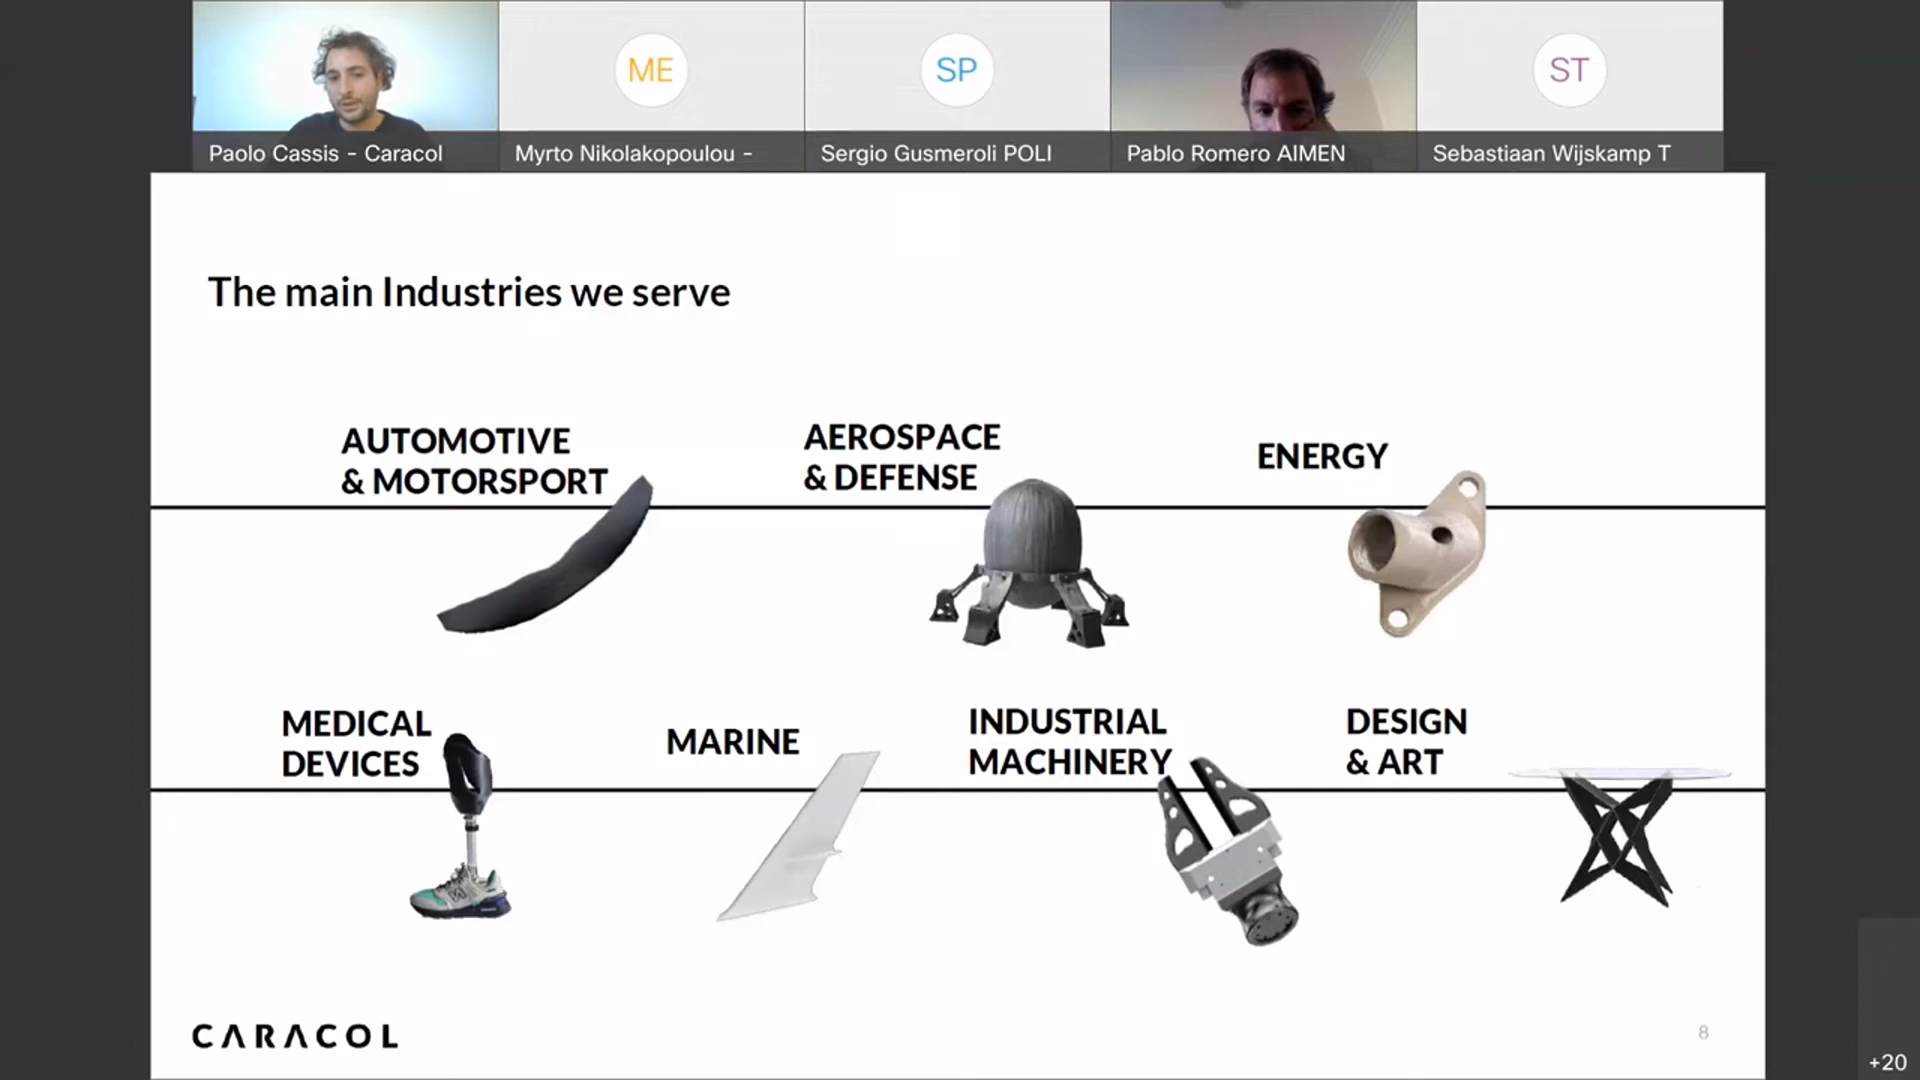 ME
SP
ST
Paolo Cassis - Caracol
Myrto Nikolakopoulou -
Sergio Gusmeroli POLI
Pablo Romero AIMEN
Sebastiaan Wijskamp T
The main Industries we serve
AUTOMOTIVE
& MOTORSPORT
AEROSPACE
& DEFENSE
ENERGY
MEDICAL
DEVICES
MARINE
INDUSTRIAL
MACHINERY
DESIGN
& ART
CARACOL
8
+20